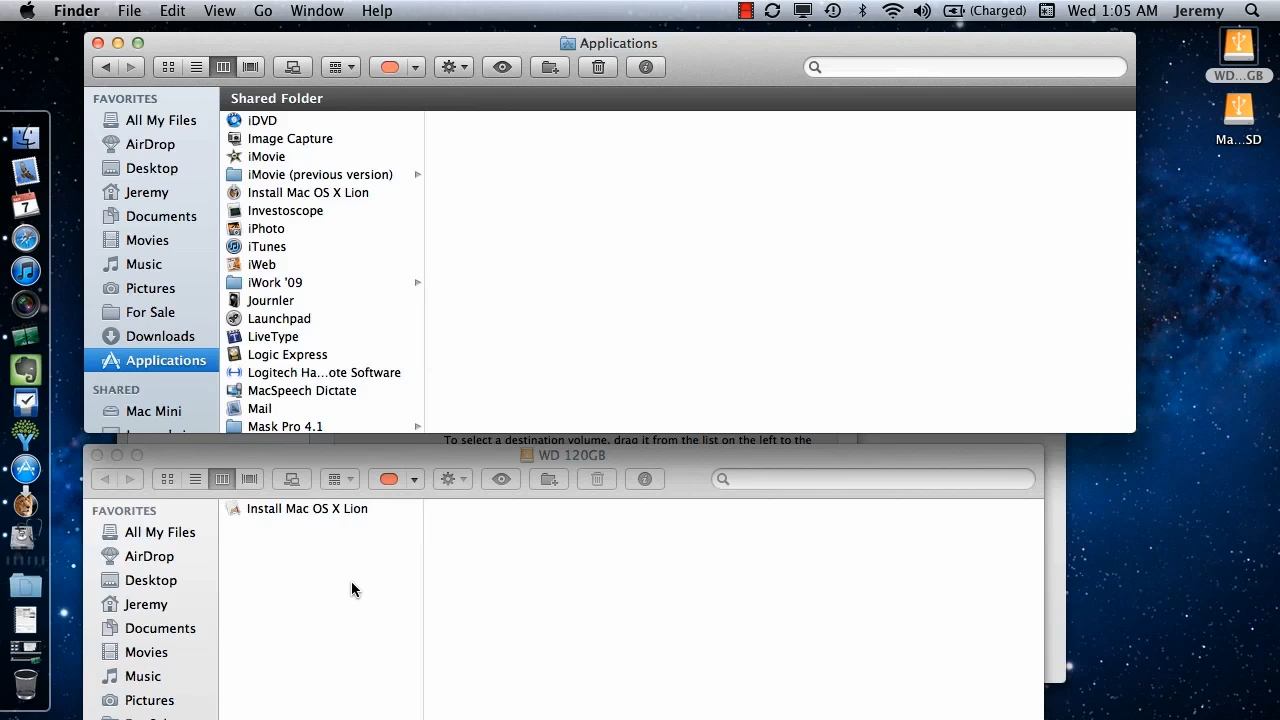 Finder File Edit View Go Window Help (Charged) Wed 1:05 AM Jeremy
Applications
WD...GB
Ma...SD
FAVORITES
All My Files
AirDrop
Desktop
Jeremy
Documents
Movies
Music
Pictures
For Sale
Downloads
Applications
SHARED
Mac Mini
Shared Folder
iDVD
Image Capture
iMovie
iMovie (previous version)
Install Mac OS X Lion
Investoscope
iPhoto
iTunes
iWeb
iWork '09
Journler
Launchpad
LiveType
Logic Express
Logitech Ha...ote Software
MacSpeech Dictate
Mail
Mask Pro 4.1
7
To select a destination volume, drag it from the list on the left to the
WD 120GB
FAVORITES
All My Files
AirDrop
Desktop
Jeremy
Documents
Movies
Music
Pictures
Install Mac OS X Lion